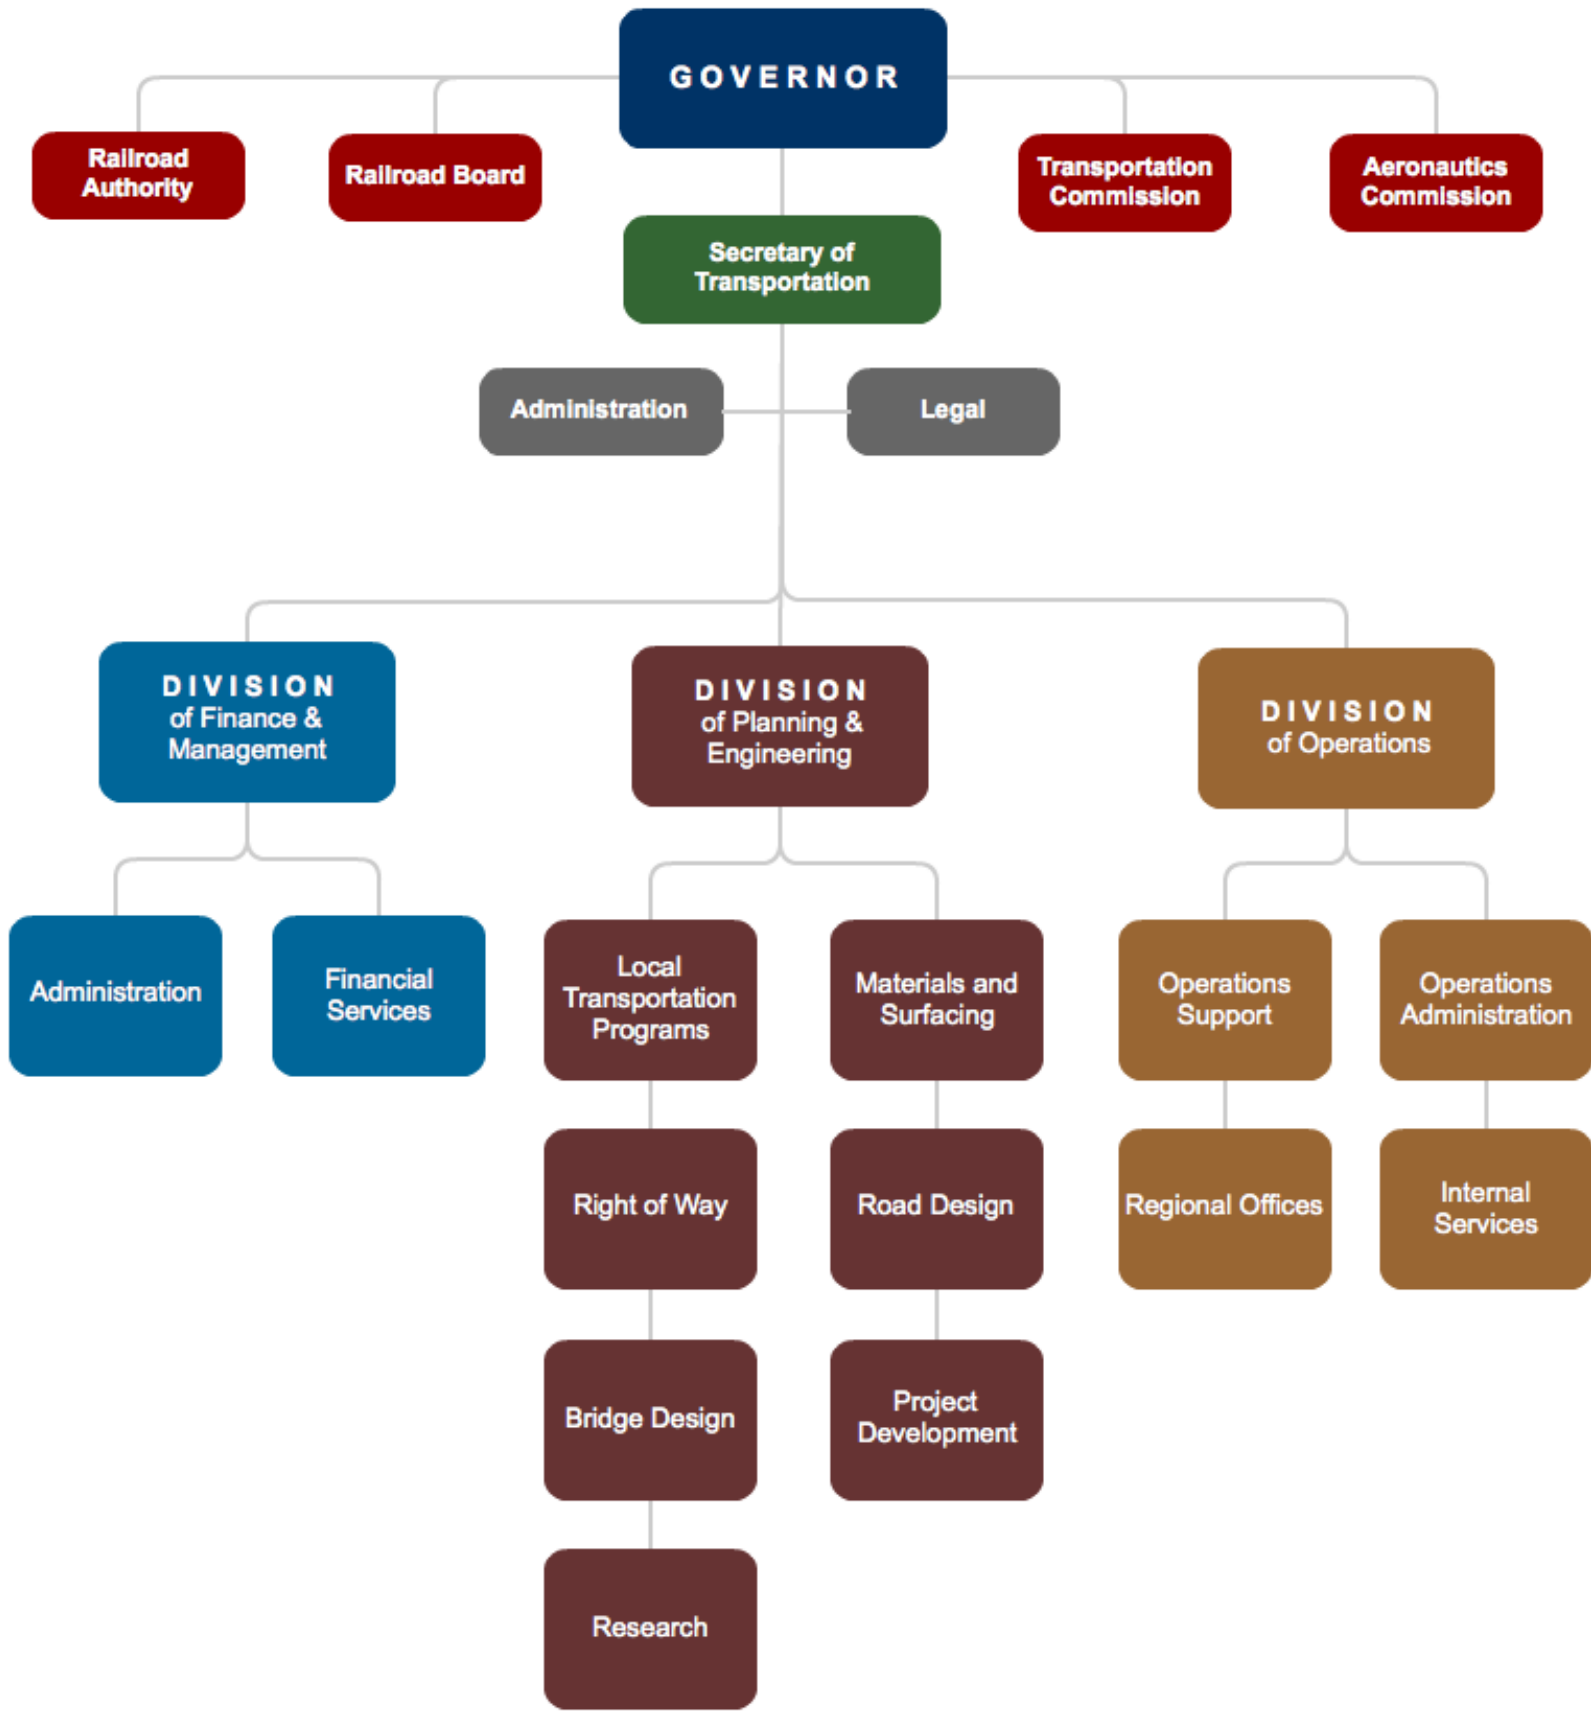 GOVERNOR
Railroad
Authority
Railroad Board
Transportation
Commission
Aeronautics
Commission
Secretary of
Transportation
Administration
Legal
DIVISION
of Finance &
Management
DIVISION
of Planning &
Engineering
DIVISION
of Operations
Administration
Financial
Services
Local
Transportation
Programs
Materials and
Surfacing
Operations
Support
Operations
Administration
Right of Way
Road Design
Regional Offices
Internal
Services
Bridge Design
Project
Development
Research